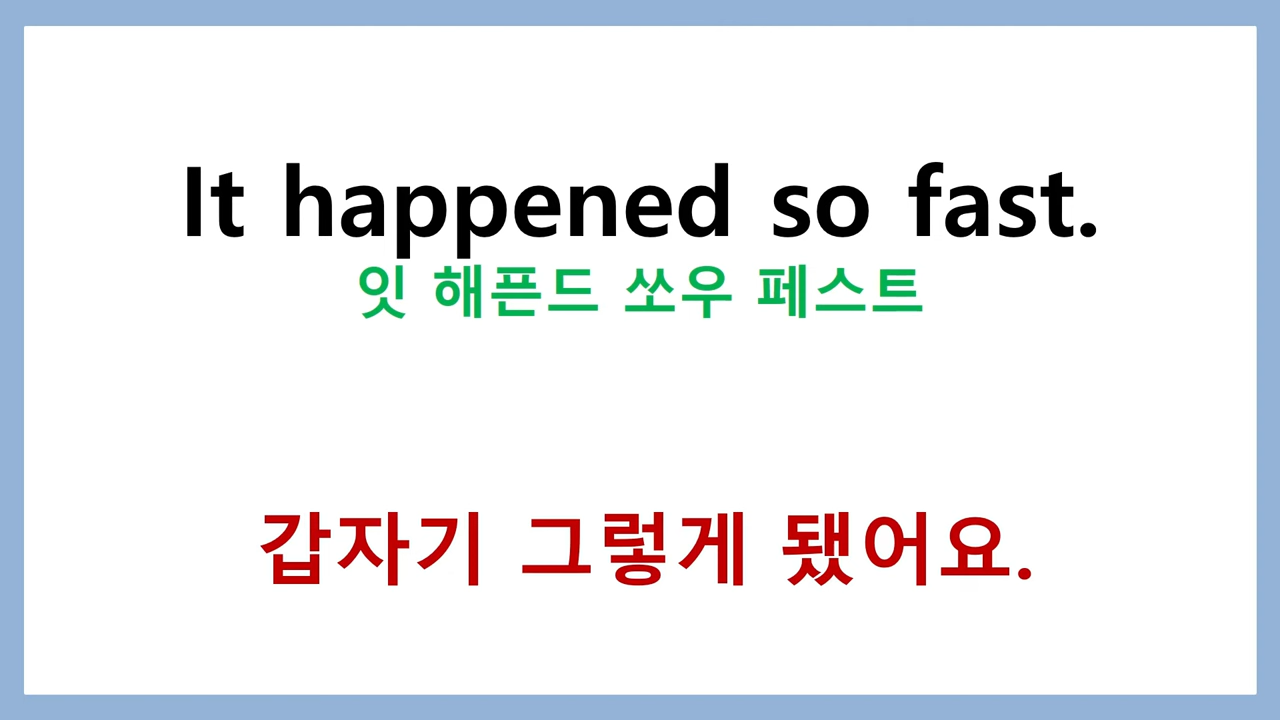 It happened so fast.
잇 해픈드 쏘우 페스트
갑자기 그렇게 됐어요.